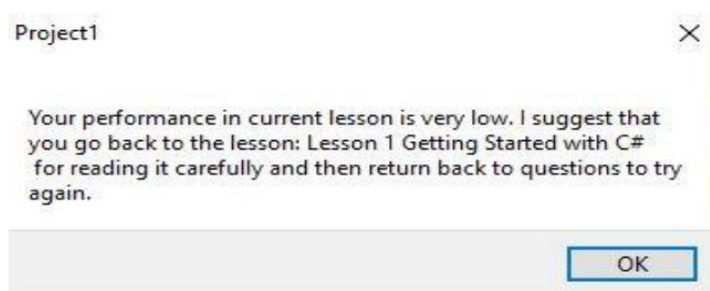 Project1
Your performance in current lesson is very low. I suggest that
you go back to the lesson: Lesson 1 Getting Started with C#
for reading it carefully and then return back to questions to try
again.
OK